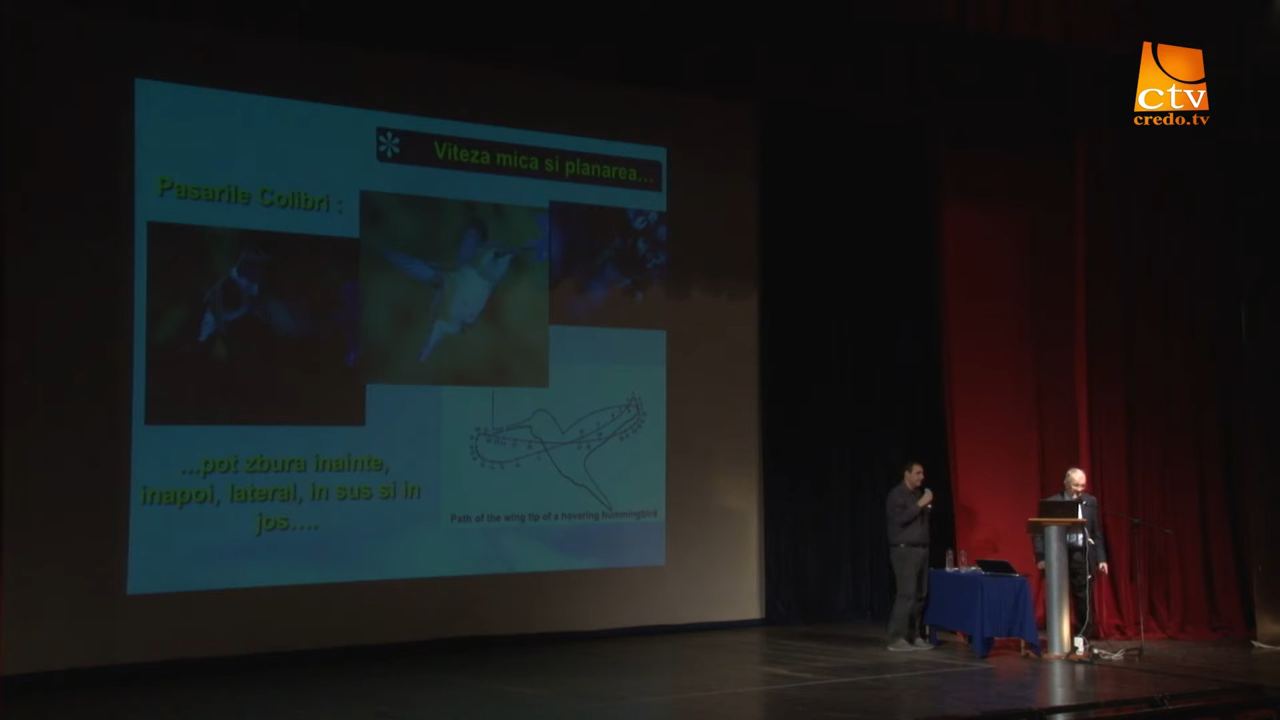 ctv
credo.tv
Viteza mica si planarea...
Pasarile Colibri :
...pot zbura inainte,
inapoi, lateral, in sus si in
jos....
Path of the wing tip of a hovering hummingbird